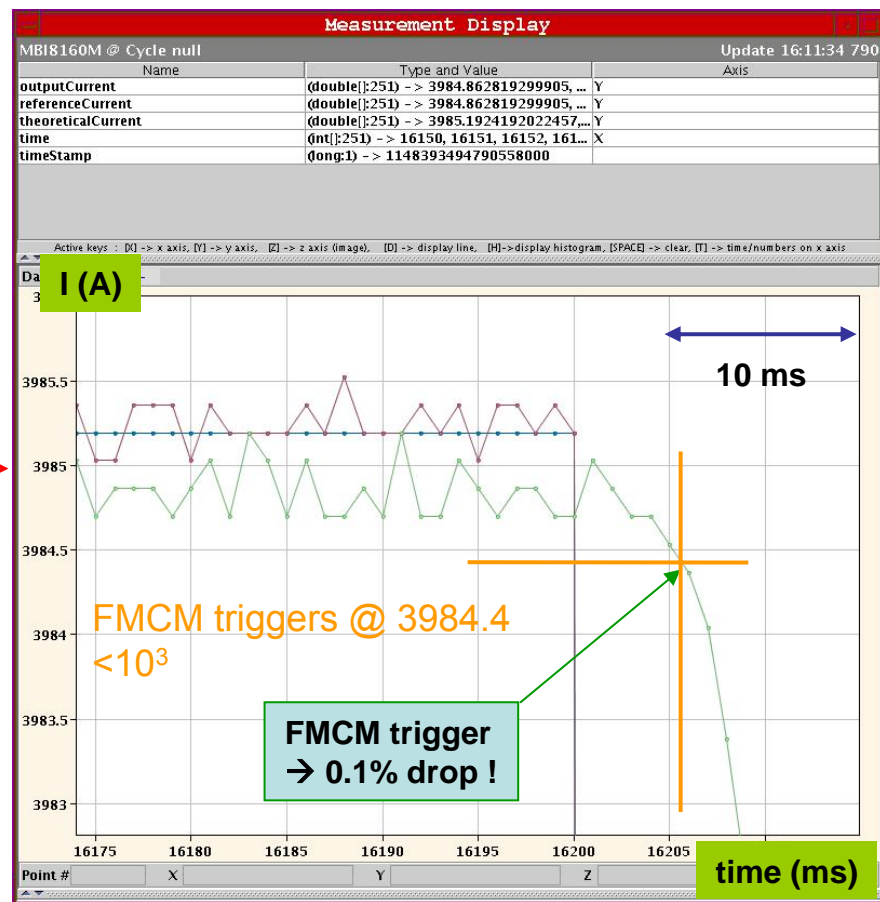 Measurement Display
MBI8160M @ Cycle null Update 16:11:34 790
Name Type and Value Axis
outputCurrent (double[]:251) -> 3984.862819299905, ... Y
referenceCurrent (double[]:251) -> 3984.862819299905, ... Y
theoreticalCurrent (double[]:251) -> 3985.1924192022457,... Y
time (int[]:251) -> 16150, 16151, 16152, 161... X
timeStamp (long:1) -> 1148393494790558000
Active keys : [X] -> x axis, [Y] -> y axis, [Z] -> z axis (image), [D] -> display line, [H]->display histogram, [SPACE] -> clear, [T] -> time/numbers on x axis
Da -
I (A)
3
10 ms
3985.5
3985
3984.5
FMCM triggers @ 3984.4
<10³
3984
3983.5
FMCM trigger
→ 0.1% drop !
3983
16175 16180 16185 16190 16195 16200 16205
time (ms)
Point # X Y Z